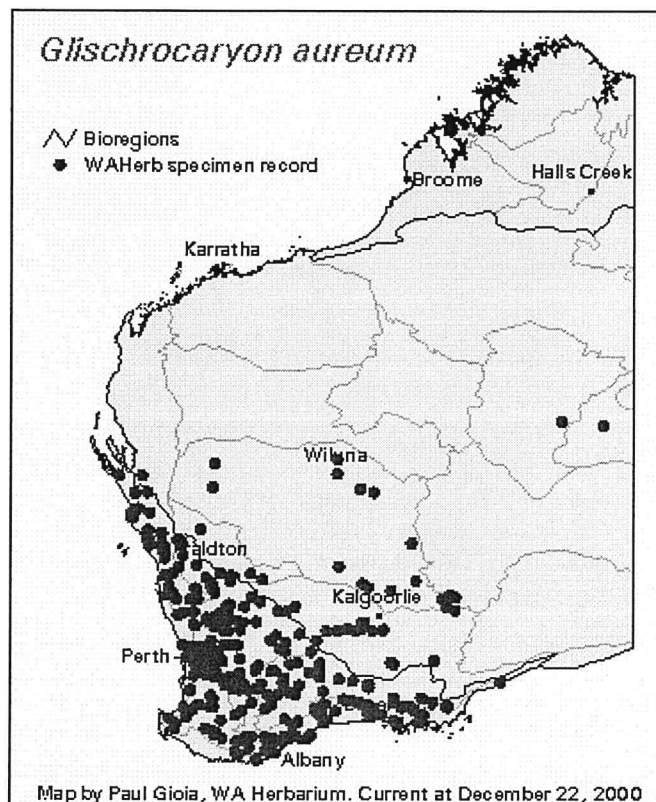 Glischrocaryon aureum
Bioregions
WAHerb specimen record
Broome
Halls Creek
Karratha
Wiluna
aldton
Kalgoorlie
Perth
Albany
Map by Paul Gioia, WA Herbarium. Current at December 22, 2000